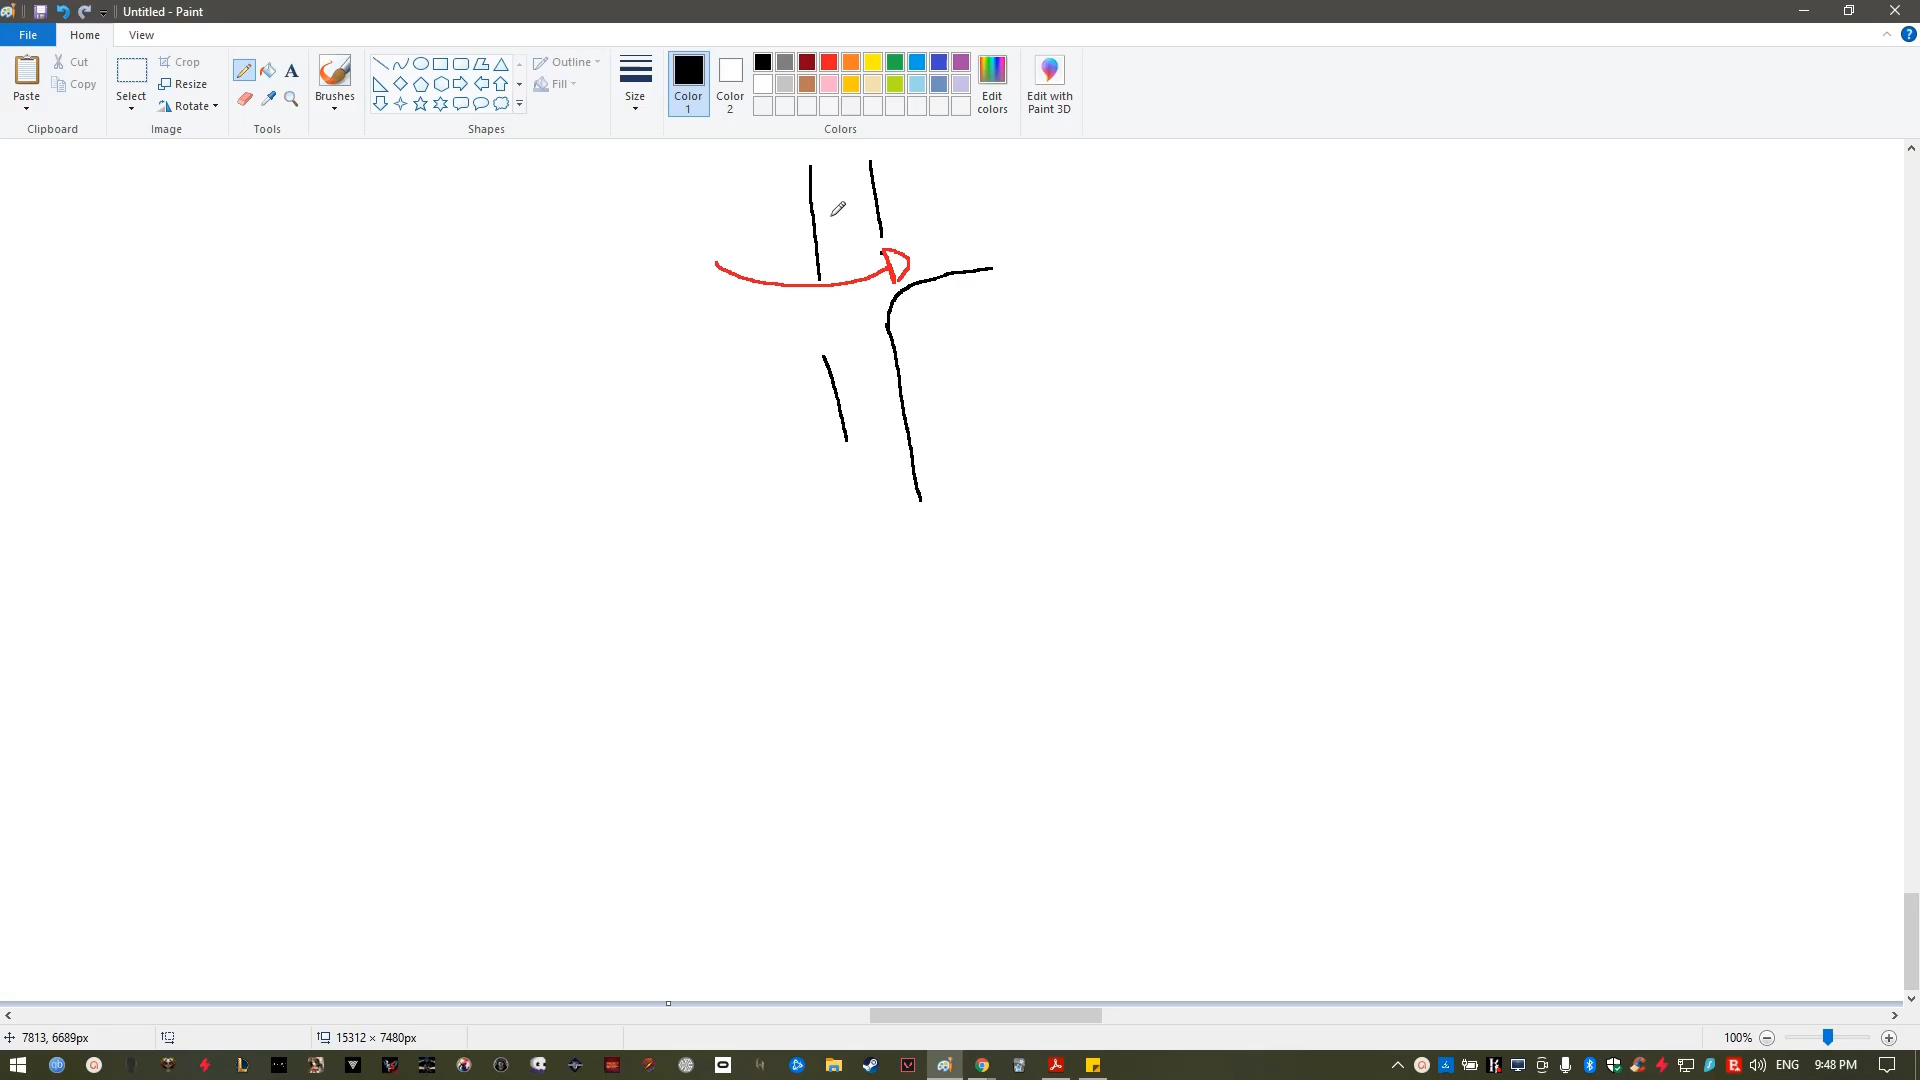 Untitled - Paint
File Home View
Paste Cut Copy Clipboard
Select Crop Resize Rotate Image
Tools
Brushes
Shapes
Outline Fill
Size
Color 1 Color 2 Edit colors Colors
Edit with Paint 3D
7813, 6689px
15312 × 7480px
100%
ENG 9:48 PM